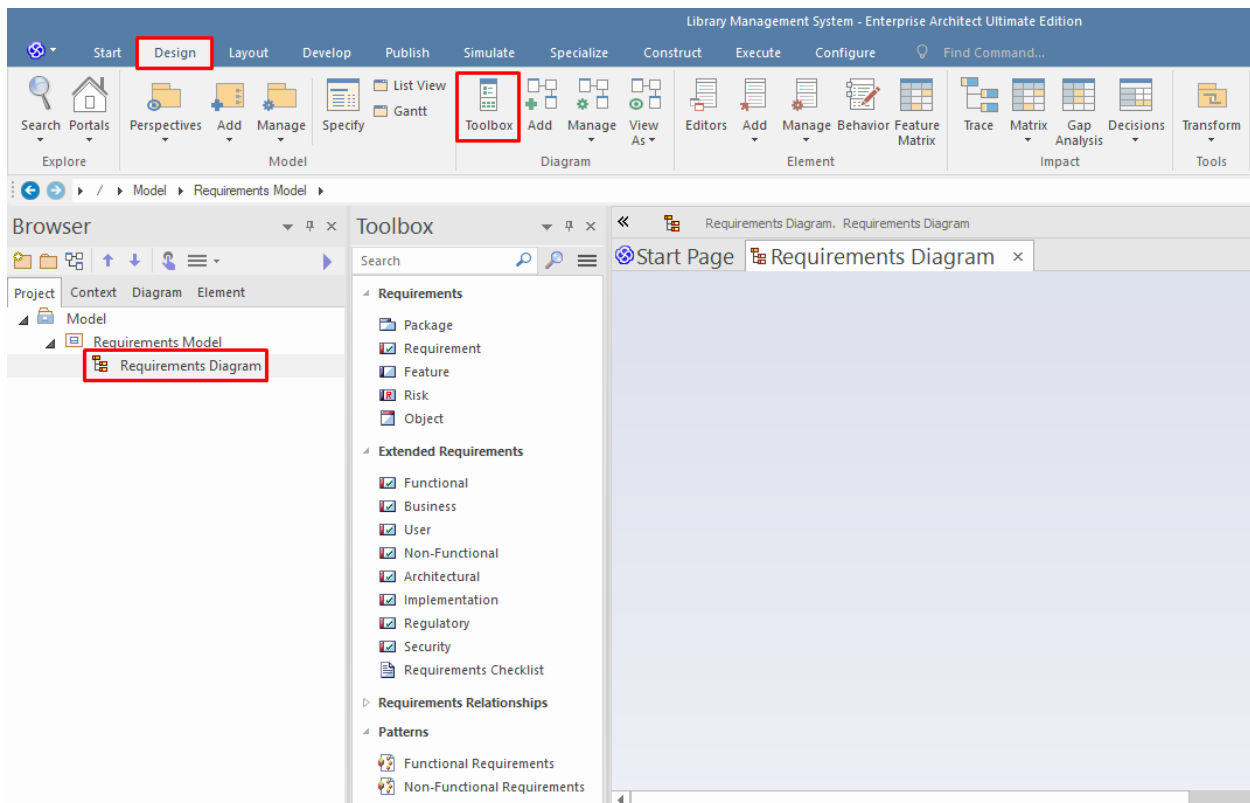 Library Management System - Enterprise Architect Ultimate Edition
Start Design Layout Develop Publish Simulate Specialize Construct Execute Configure Find Command...
List View
Gantt
Search Portals Perspectives Add Manage Specify Toolbox Add Manage View As Editors Add Manage Behavior Feature Matrix Trace Matrix Gap Analysis Decisions Transform
Explore Model Diagram Element Impact Tools
/ Model Requirements Model
Browser
Project Context Diagram Element
Model
Requirements Model
Requirements Diagram
Toolbox
Search
Requirements
Package
Requirement
Feature
Risk
Object
Extended Requirements
Functional
Business
User
Non-Functional
Architectural
Implementation
Regulatory
Security
Requirements Checklist
Requirements Relationships
Patterns
Functional Requirements
Non-Functional Requirements
Requirements Diagram. Requirements Diagram
Start Page Requirements Diagram ×